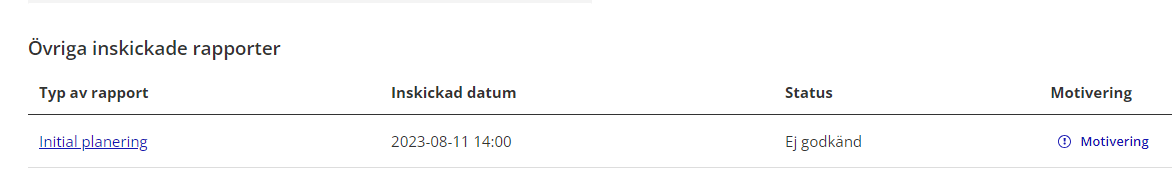 Övriga inskickade rapporter
Typ av rapport Inskickad datum Status Motivering
Initial planering 2023-08-11 14:00 Ej godkänd Motivering